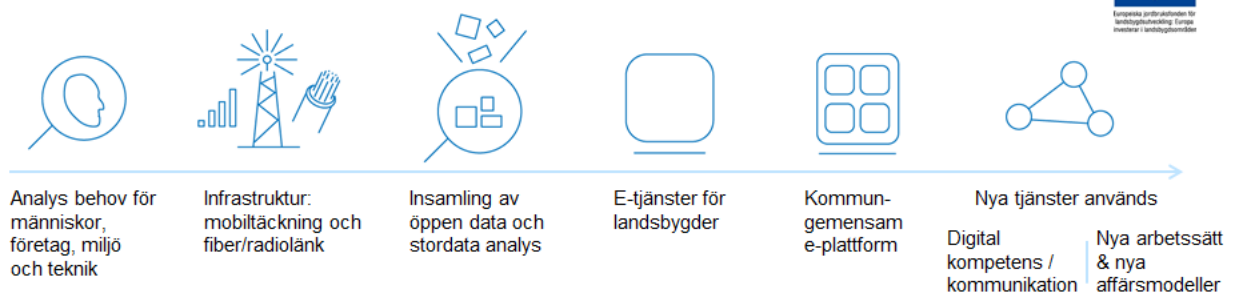 Europeiska jordbruksfonden för
landsbygdsutveckling: Europa
investerar i landsbygdsområden
Analys behov för
människor,
företag, miljö
och teknik
Infrastruktur:
mobiltäckning och
fiber/radiolänk
Insamling av
öppen data och
stordata analys
E-tjänster för
landsbygder
Kommun-
gemensam
e-plattform
Nya tjänster används
Digital
kompetens /
kommunikation
Nya arbetssätt
& nya
affärsmodeller